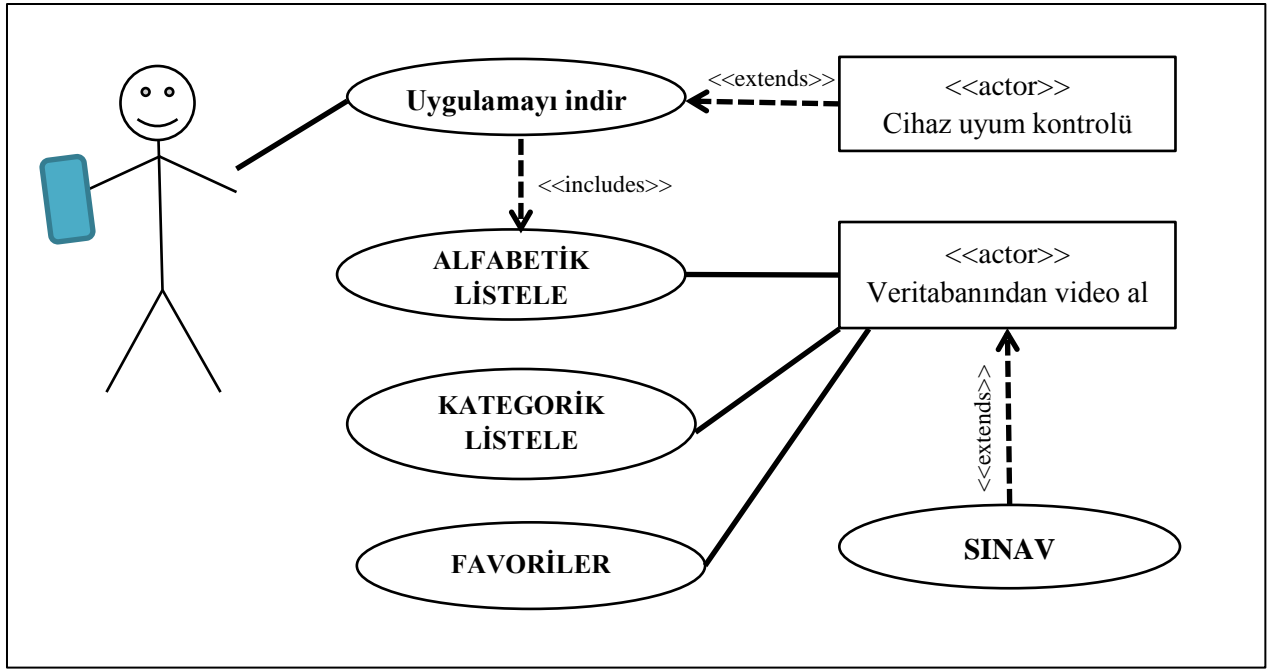 Uygulamayı indir
<<extends>>
<<actor>>
Cihaz uyum kontrolü
<<includes>>
ALFABETİK
LİSTELE
<<actor>>
Veritabanından video al
KATEGORİK
LİSTELE
<<extends>>
FAVORİLER
SINAV